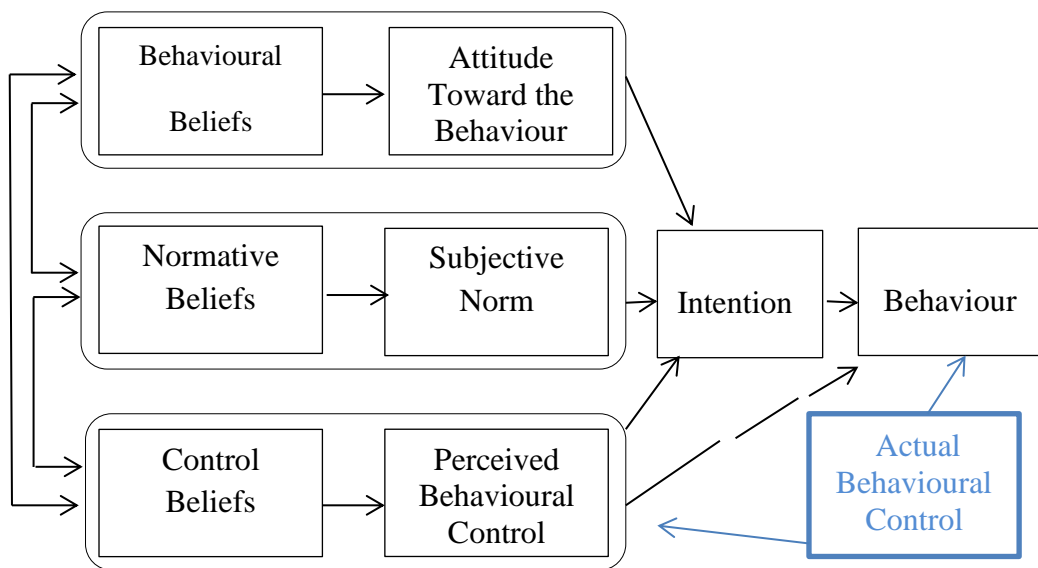 Behavioural
Beliefs
Attitude
Toward the
Behaviour
Normative
Beliefs
Subjective
Norm
Intention
Behaviour
Control
Beliefs
Perceived
Behavioural
Control
Actual
Behavioural
Control